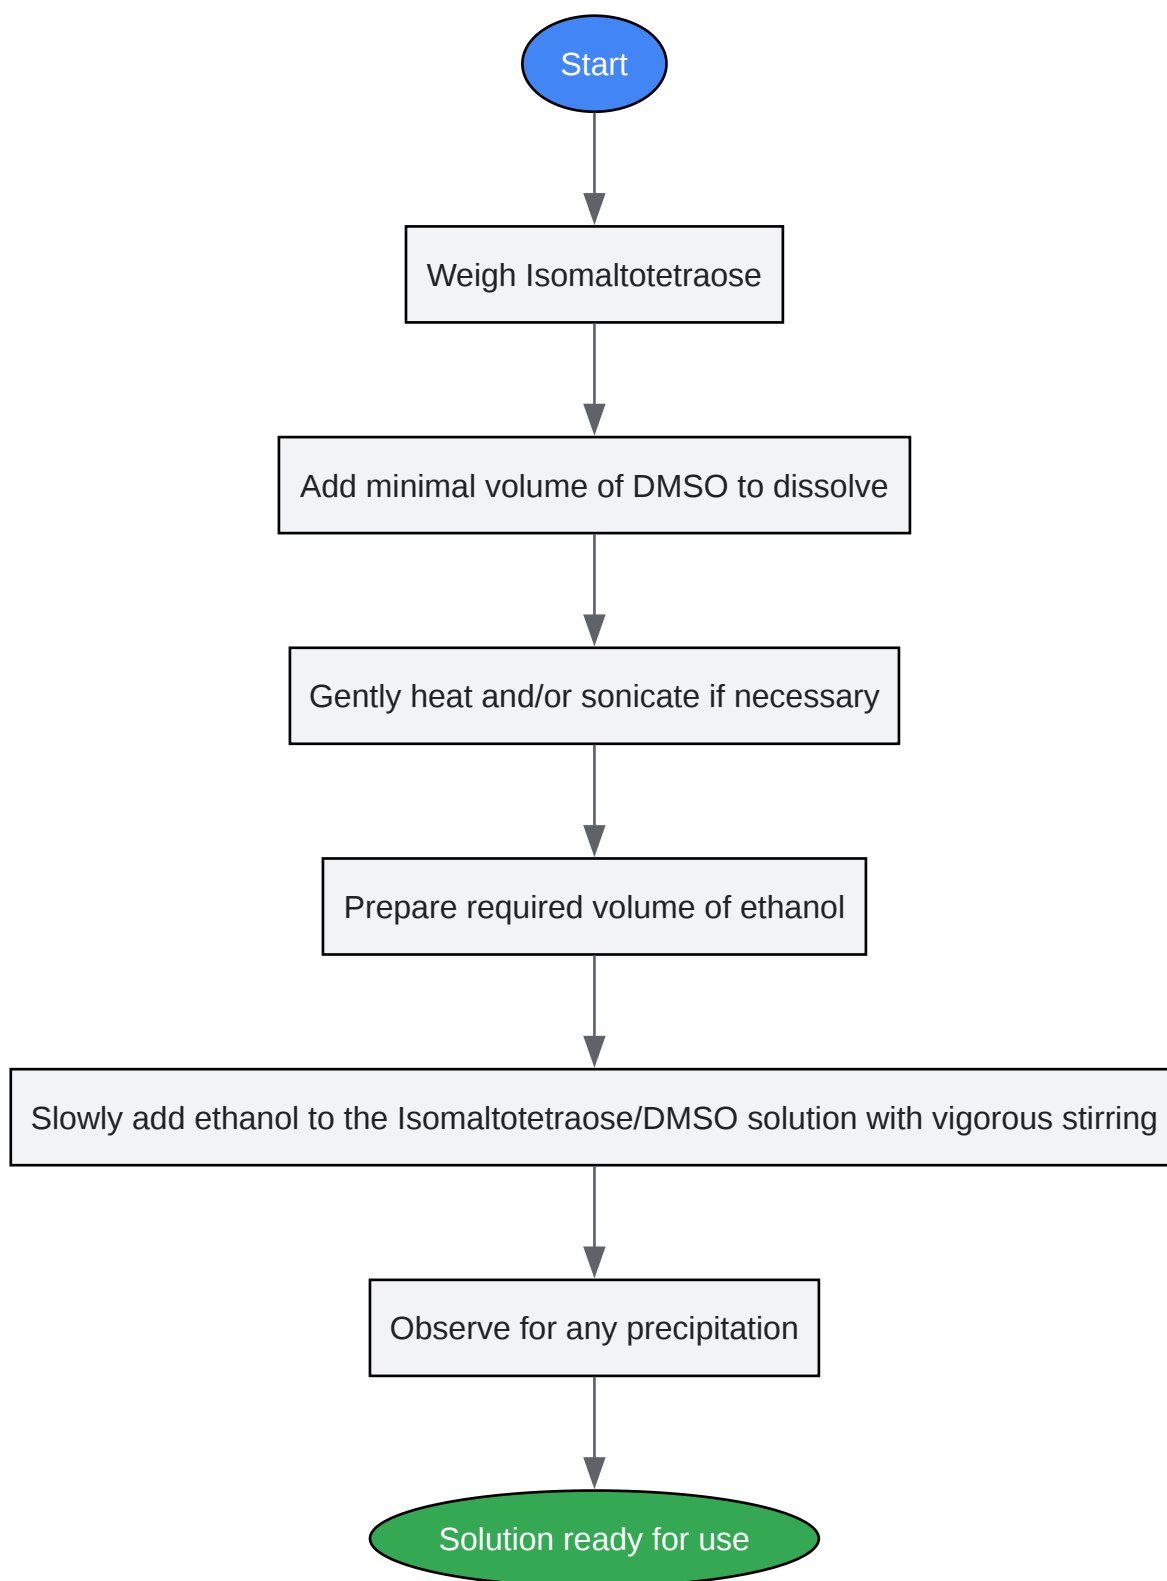 Start
Weigh Isomaltotetraose
Add minimal volume of DMSO to dissolve
Gently heat and/or sonicate if necessary
Prepare required volume of ethanol
Slowly add ethanol to the Isomaltotetraose/DMSO solution with vigorous stirring
Observe for any precipitation
Solution ready for use